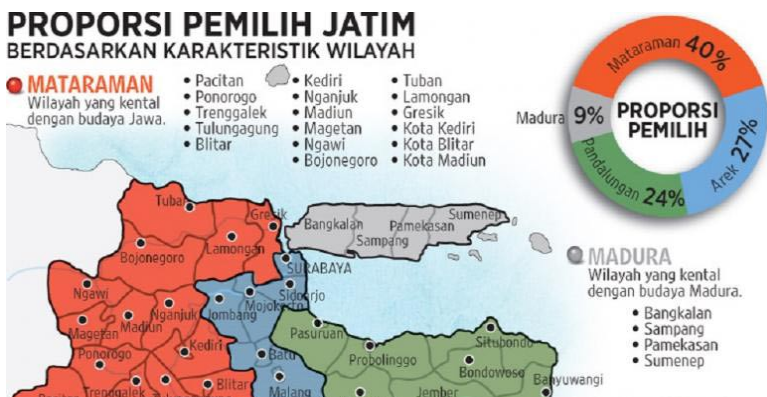 PROPORSI PEMILIH JATIM
BERDASARKAN KARAKTERISTIK WILAYAH
MATARAMAN
Wilayah yang kental
dengan budaya Jawa.
• Pacitan
• Ponorogo
• Trenggalek
• Tulungagung
• Blitar
• Kediri
• Nganjuk
• Madiun
• Magetan
• Ngawi
• Bojonegoro
• Tuban
• Lamongan
• Gresik
• Kota Kediri
• Kota Blitar
• Kota Madiun
Mataraman 40%
Madura 9%
PROPORSI
PEMILIH
Arek 27%
Pandalungan 24%
MADURA
Wilayah yang kental
dengan budaya Madura.
• Bangkalan
• Sampang
• Pamekasan
• Sumenep
Tuban
Gresik
Lamongan
Bojonegoro
Bangkalan
Sampang
Pamekasan
Sumenep
SURABAYA
Sidoarjo
Mojokerto
Jombang
Ngawi
Magetan
Madiun
Nganjuk
Ponorogo
Kediri
Batu
Pasuruan
Probolinggo
Situbondo
Bondowoso
Banyuwangi
Trenggalek
Blitar
Malang
Jember